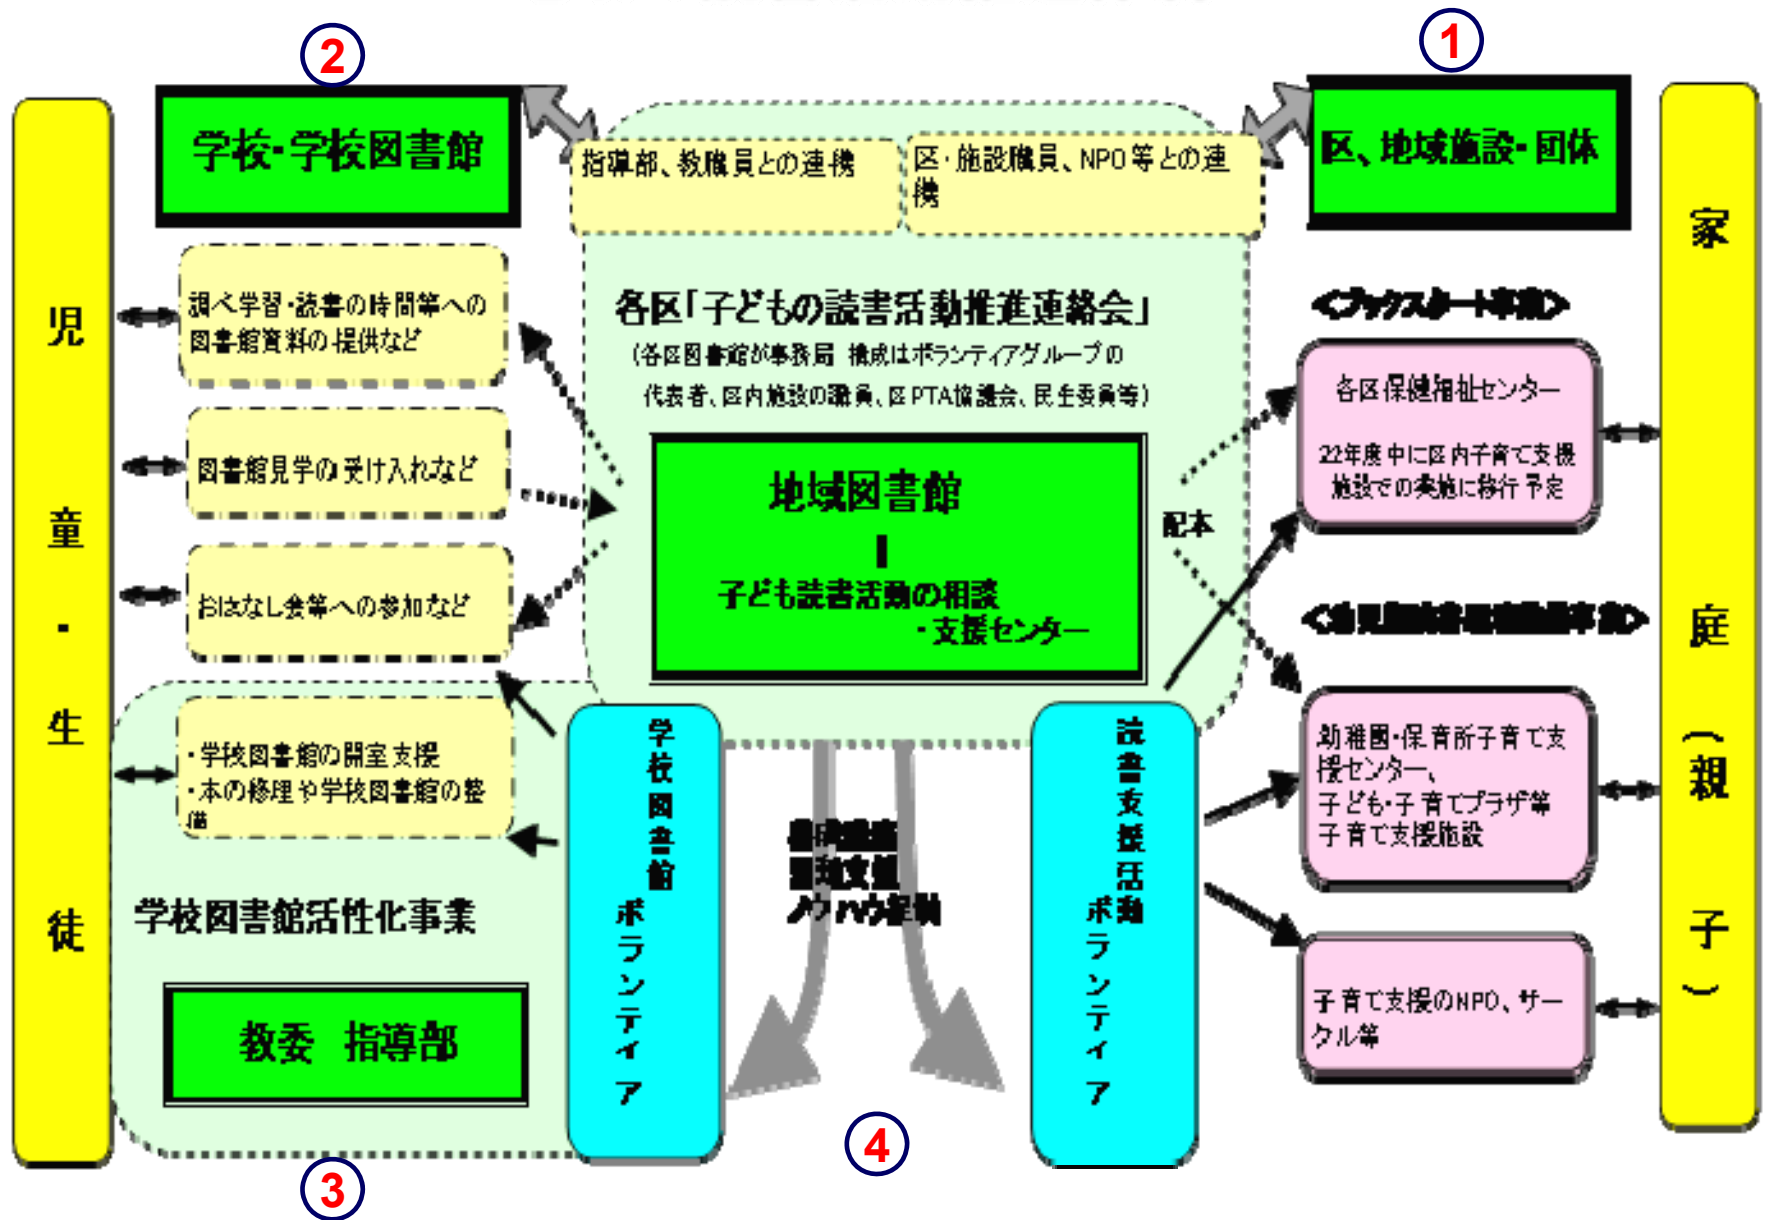 ②
①
学校・学校図書館
指導部、教職員との連携
区・施設職員、NPO等との連
携
区、地域施設・団体
児童・生徒
家庭（親子）
調べ学習・読書の時間等への
図書館資料の提供など
図書館見学の受け入れなど
おはなし会等への参加など
各区「子どもの読書活動推進連絡会」
（各区図書館が事務局 構成はボランティアグループの
代表者、区内施設の職員、区PTA協議会、民生委員等）
地域図書館
子ども読書活動の相談
・支援センター
配本
<ブックスタート事業>
各区保健福祉センター
22年度中に区内子育て支援
施設での実施に移行予定
幼稚園・保育所子育て支
援センター、
子ども・子育てプラザ等
子育て支援施設
子育て支援のNPO、サー
クル等
・学校図書館の開室支援
・本の修理や学校図書館の整
備
学校図書館活性化事業
教委 指導部
学校図書館
ボランティア
読書支援活動
ボランティア
③
④